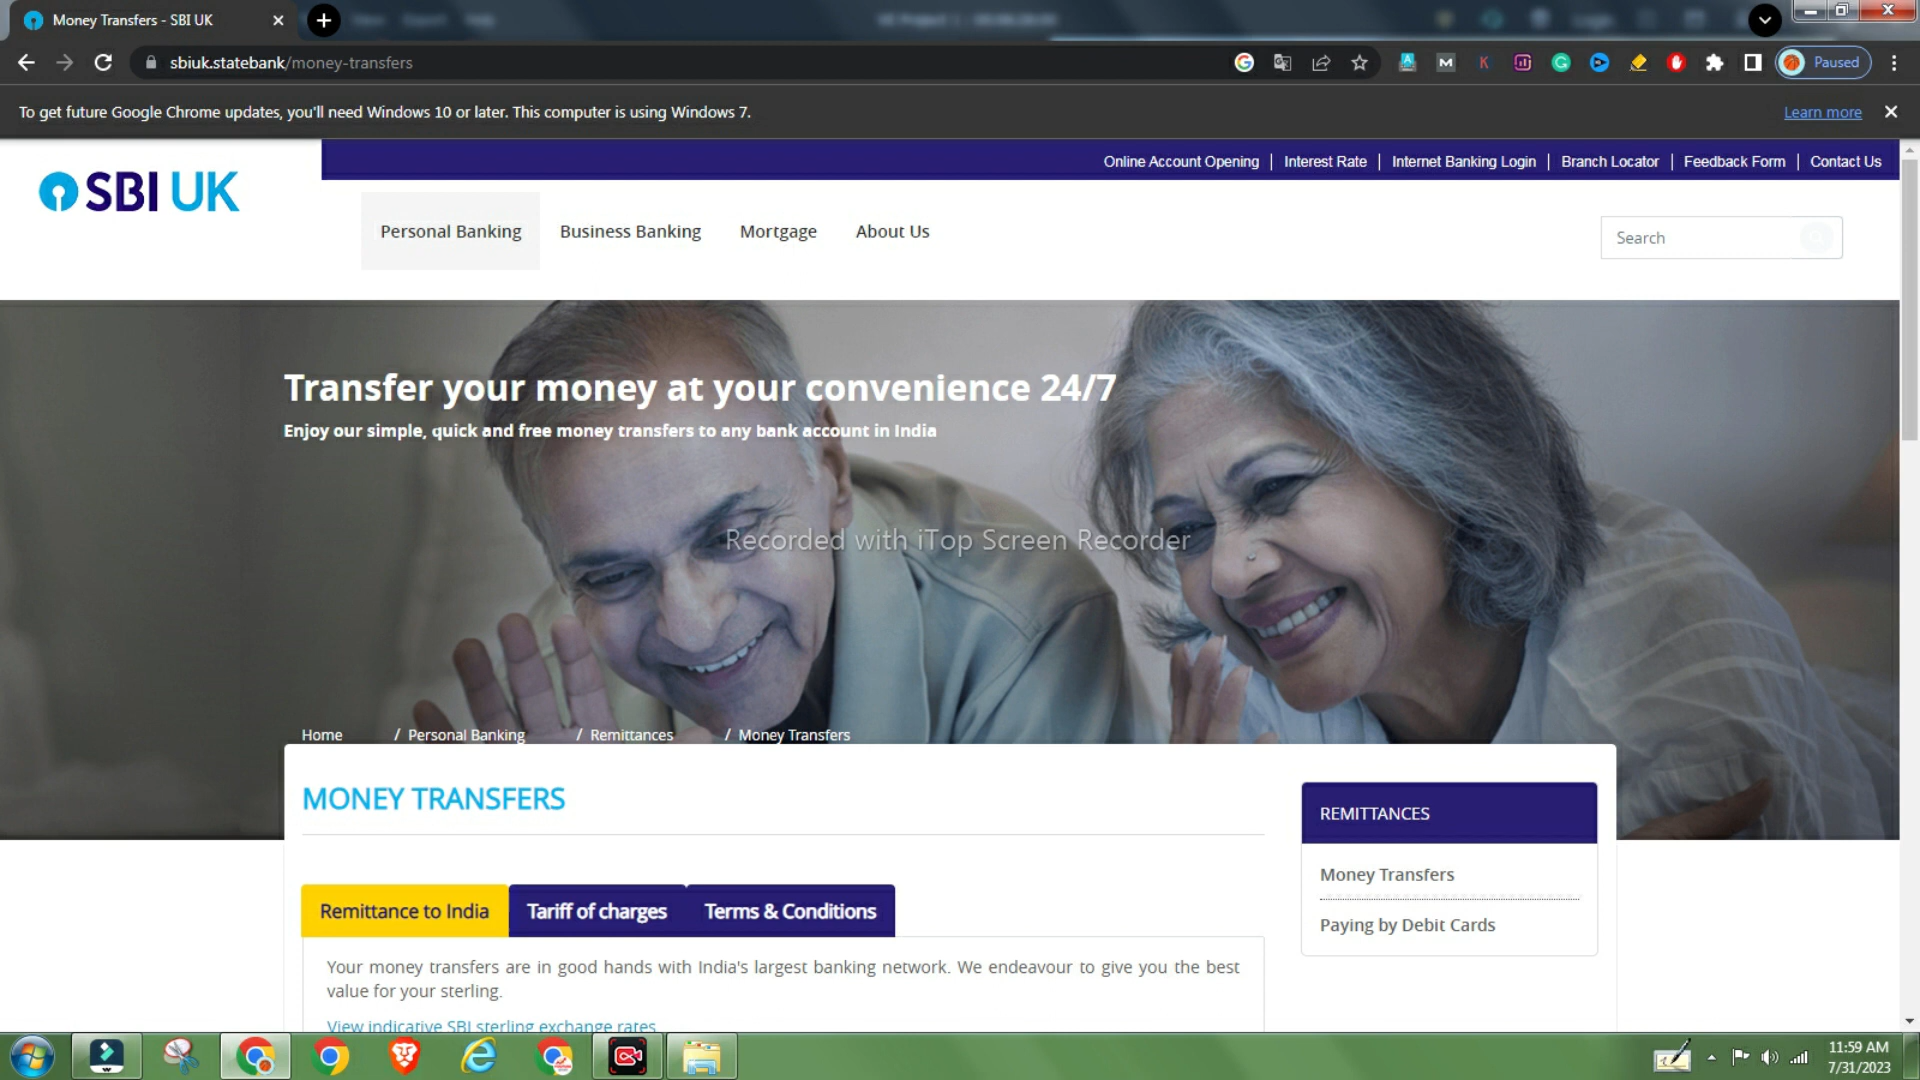 Money Transfers - SBI UK
sbiuk.statebank/money-transfers
Paused
To get future Google Chrome updates, you'll need Windows 10 or later. This computer is using Windows 7.
Learn more
Online Account Opening | Interest Rate | Internet Banking Login | Branch Locator | Feedback Form | Contact Us
SBI UK
Personal Banking
Business Banking
Mortgage
About Us
Search
Transfer your money at your convenience 24/7
Enjoy our simple, quick and free money transfers to any bank account in India
Recorded with iTop Screen Recorder
Home / Personal Banking / Remittances / Money Transfers
MONEY TRANSFERS
REMITTANCES
Money Transfers
Paying by Debit Cards
Remittance to India
Tariff of charges
Terms & Conditions
Your money transfers are in good hands with India's largest banking network. We endeavour to give you the best
value for your sterling.
View indicative SBI sterling exchange rates
11:59 AM
7/31/2023